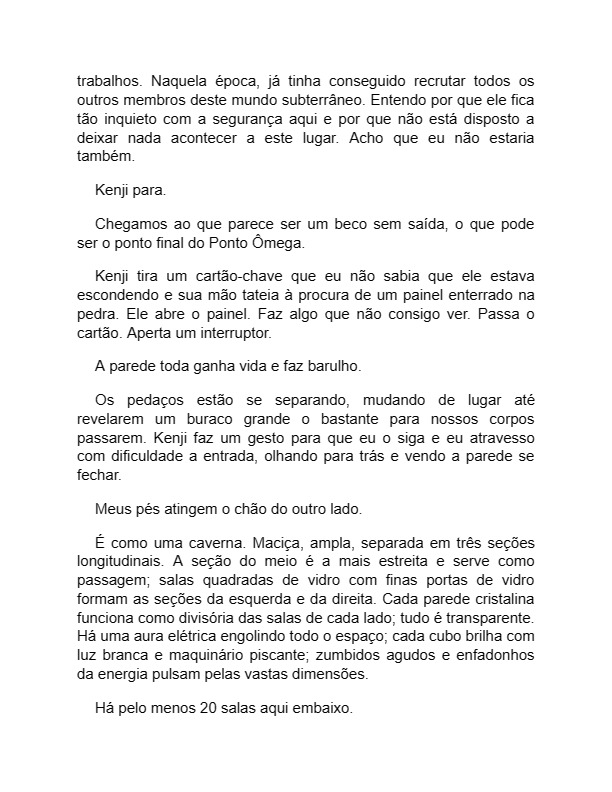 trabalhos. Naquela época, já tinha conseguido recrutar todos os
outros membros deste mundo subterrâneo. Entendo por que ele fica
tão inquieto com a segurança aqui e por que não está disposto a
deixar nada acontecer a este lugar. Acho que eu não estaria
também.
Kenji para.
Chegamos ao que parece ser um beco sem saída, o que pode
ser o ponto final do Ponto Ômega.
Kenji tira um cartão-chave que eu não sabia que ele estava
escondendo e sua mão tateia à procura de um painel enterrado na
pedra. Ele abre o painel. Faz algo que não consigo ver. Passa o
cartão. Aperta um interruptor.
A parede toda ganha vida e faz barulho.
Os pedaços estão se separando, mudando de lugar até
revelarem um buraco grande o bastante para nossos corpos
passarem. Kenji faz um gesto para que eu o siga e eu atravesso
com dificuldade a entrada, olhando para trás e vendo a parede se
fechar.
Meus pés atingem o chão do outro lado.
É como uma caverna. Maciça, ampla, separada em três seções
longitudinais. A seção do meio é a mais estreita e serve como
passagem; salas quadradas de vidro com finas portas de vidro
formam as seções da esquerda e da direita. Cada parede cristalina
funciona como divisória das salas de cada lado; tudo é transparente.
Há uma aura elétrica engolindo todo o espaço; cada cubo brilha com
luz branca e maquinário piscante; zumbidos agudos e enfadonhos
da energia pulsam pelas vastas dimensões.
Há pelo menos 20 salas aqui embaixo.